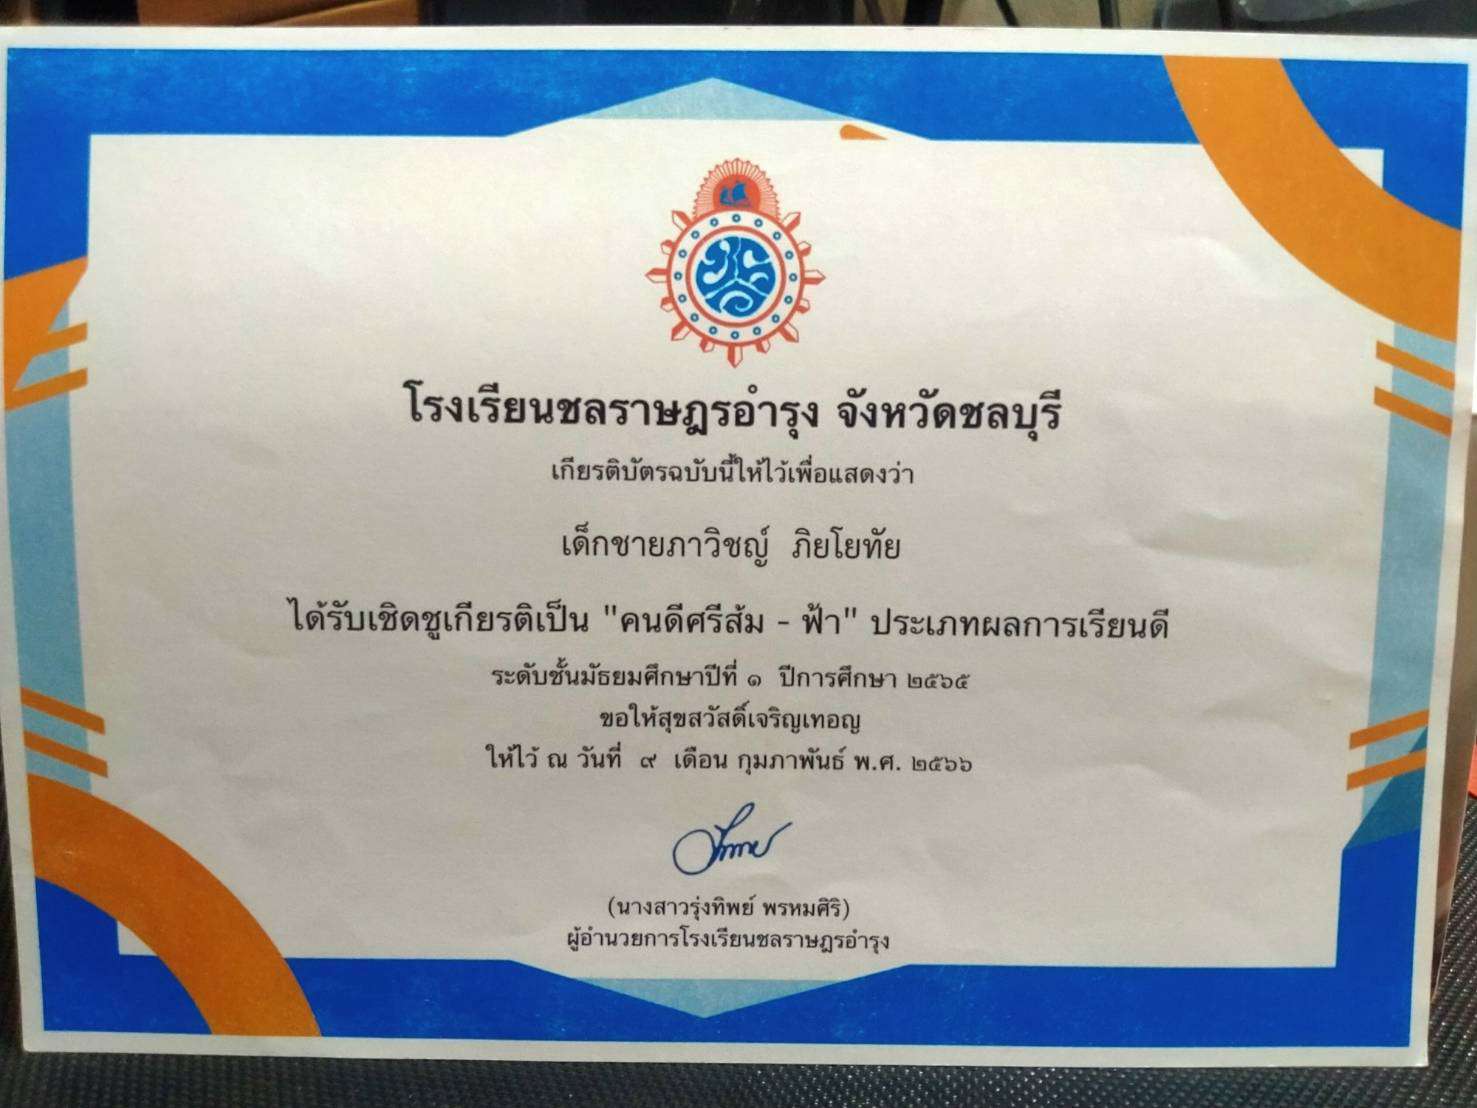 โรงเรียนชลราษฎรอำรุง จังหวัดชลบุรี
เกียรติบัตรฉบับนี้ให้ไว้เพื่อแสดงว่า
เด็กชายภาวิชญ์ ภิยโยทัย
ได้รับเชิดชูเกียรติเป็น "คนดีศรีส้ม - ฟ้า" ประเภทผลการเรียนดี
ระดับชั้นมัธยมศึกษาปีที่ ๑ ปีการศึกษา ๒๕๖๕
ขอให้สุขสวัสดิ์เจริญเทอญ
ให้ไว้ ณ วันที่ ๙ เดือน กุมภาพันธ์ พ.ศ. ๒๕๖๖
(นางสาวรุ่งทิพย์ พรหมศิริ)
ผู้อำนวยการโรงเรียนชลราษฎรอำรุง